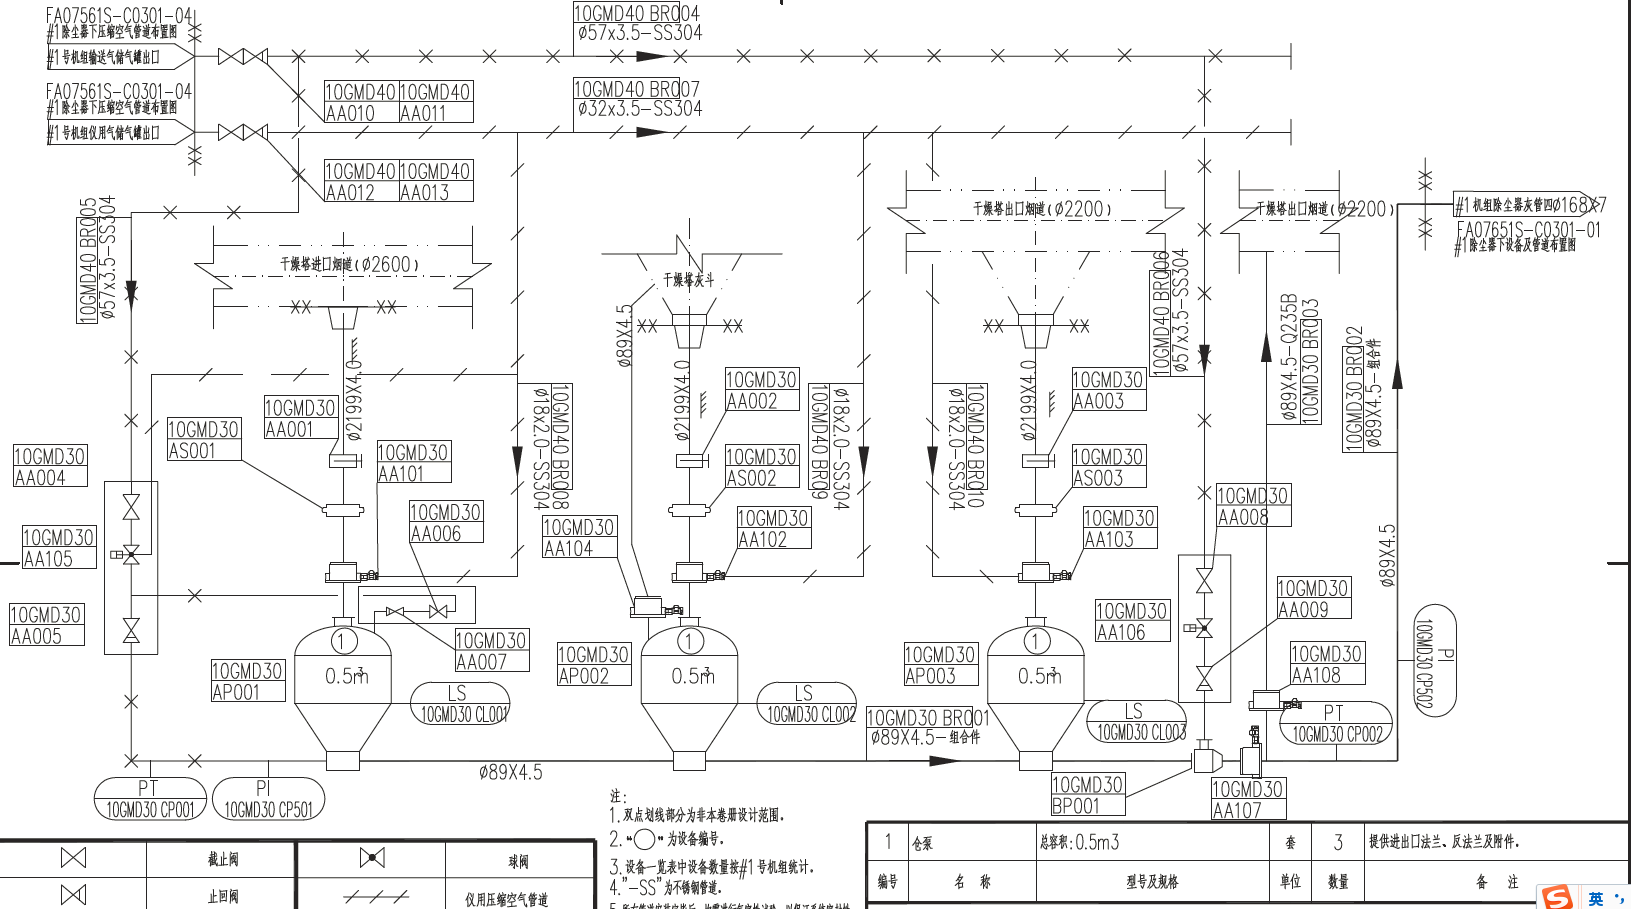 FA07561S-C0301-04
#1除尘器下压缩空气管道布置图
#1号机组输送气储气罐出口
FA07561S-C0301-04
#1除尘器下压缩空气管道布置图
#1号机组仪用气储气罐出口
10GMD40 BR004
ø57x3.5-SS304
10GMD40 BR007
ø32x3.5-SS304
10GMD40 10GMD40
AA010 AA011
10GMD40 10GMD40
AA012 AA013
10GMD40 BR005
ø57x3.5-SS304
干燥塔进口烟道(ø2600)
干燥塔灰斗
干燥塔出口烟道(ø2200)
干燥塔出口烟道(ø2200)
#1机组除尘器灰管四ø168X7
FA07651S-C0301-01
#1除尘器下设备及管道布置图
10GMD40 BR006
ø57x3.5-SS304
ø89X4.5-Q235B
10GMD30 BR003
10GMD30 BR002
ø89X4.5-组合件
ø89X4.5
ø2199X4.0
ø2199X4.0
ø2199X4.0
10GMD40 BR008
ø18x2.0-SS304
10GMD40 BR09
ø18x2.0-SS304
10GMD40 BR010
ø18x2.0-SS304
10GMD30
AA001
10GMD30
AS001
10GMD30
AA101
10GMD30
AA004
10GMD30
AA105
10GMD30
AA005
10GMD30
AA006
10GMD30
AA007
10GMD30
AP001
10GMD30
AA002
10GMD30
AS002
10GMD30
AA102
10GMD30
AA104
10GMD30
AP002
10GMD30
AA003
10GMD30
AS003
10GMD30
AA103
10GMD30
AP003
10GMD30
AA008
10GMD30
AA106
10GMD30
AA009
10GMD30
AA108
1
0.5m³
1
0.5m³
1
0.5m³
LS
10GMD30 CL001
LS
10GMD30 CL002
LS
10GMD30 CL003
PT
10GMD30 CP002
PI
10GMD30 CP502
ø89X4.5
10GMD30 BR001
ø89X4.5-组合件
ø89X4.5
PT
10GMD30 CP001
PI
10GMD30 CP501
10GMD30
BP001
10GMD30
AA107
注:
1.双点划线部分为非本卷册设计范围。
2.“○”为设备编号。
3.设备一览表中设备数量按#1号机组统计。
4."-SS"为不锈钢管道。
截止阀 球阀
止回阀 仪用压缩空气管道
1 仓泵 总容积:0.5m3 套 3 提供进出口法兰、反法兰及附件。
编号 名 称 型号及规格 单位 数量 备 注
英